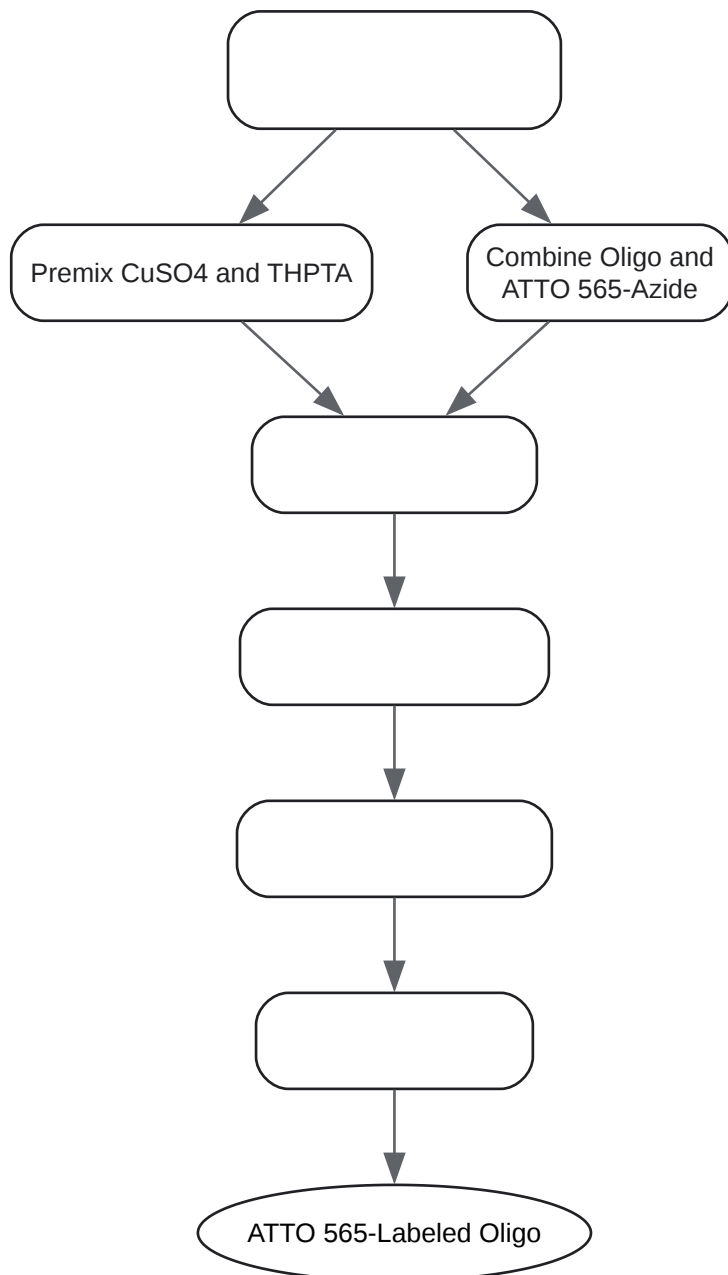 Premix CuSO4 and THPTA
Combine Oligo and
ATTO 565-Azide
ATTO 565-Labeled Oligo